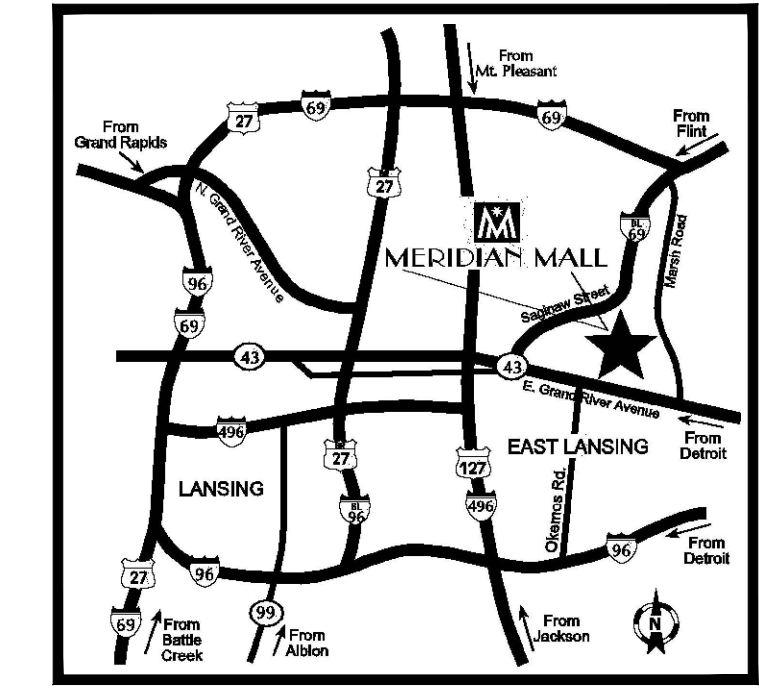 From
Mt. Pleasant
69
69
27
From
Flint
From
Grand Rapids
27
N. Grand River Avenue
M
BL
69
Marsh Road
MERIDIAN MALL
96
Saginaw Street
69
43
43
E. Grand River Avenue
From
Detroit
496
EAST LANSING
27
127
LANSING
BL
96
496
Okemos Rd.
96
From
Detroit
27
96
99
69
From
Battle
Creek
From
Albion
From
Jackson
N